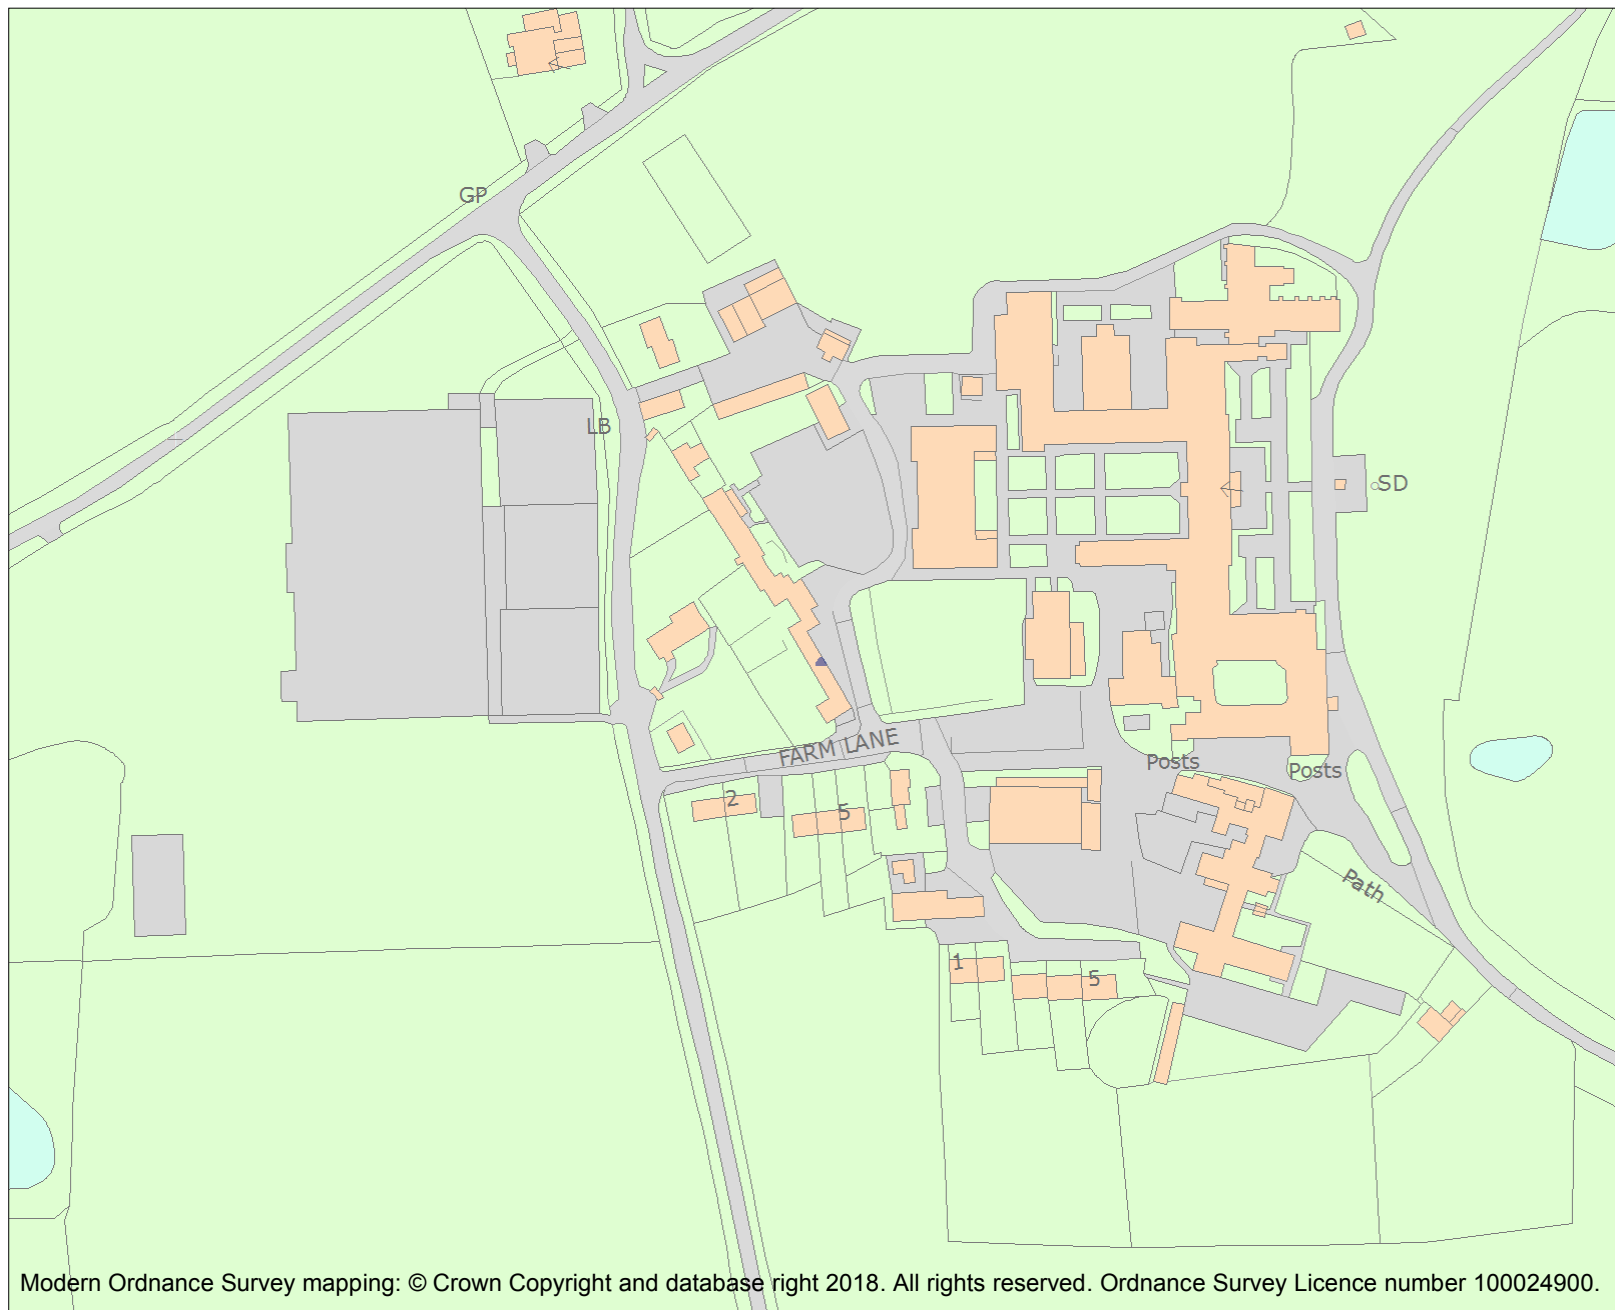 GP
LB
SD
FARM LANE
Posts
Posts
2
5
Path
1
5
Modern Ordnance Survey mapping: © Crown Copyright and database right 2018. All rights reserved. Ordnance Survey Licence number 100024900.